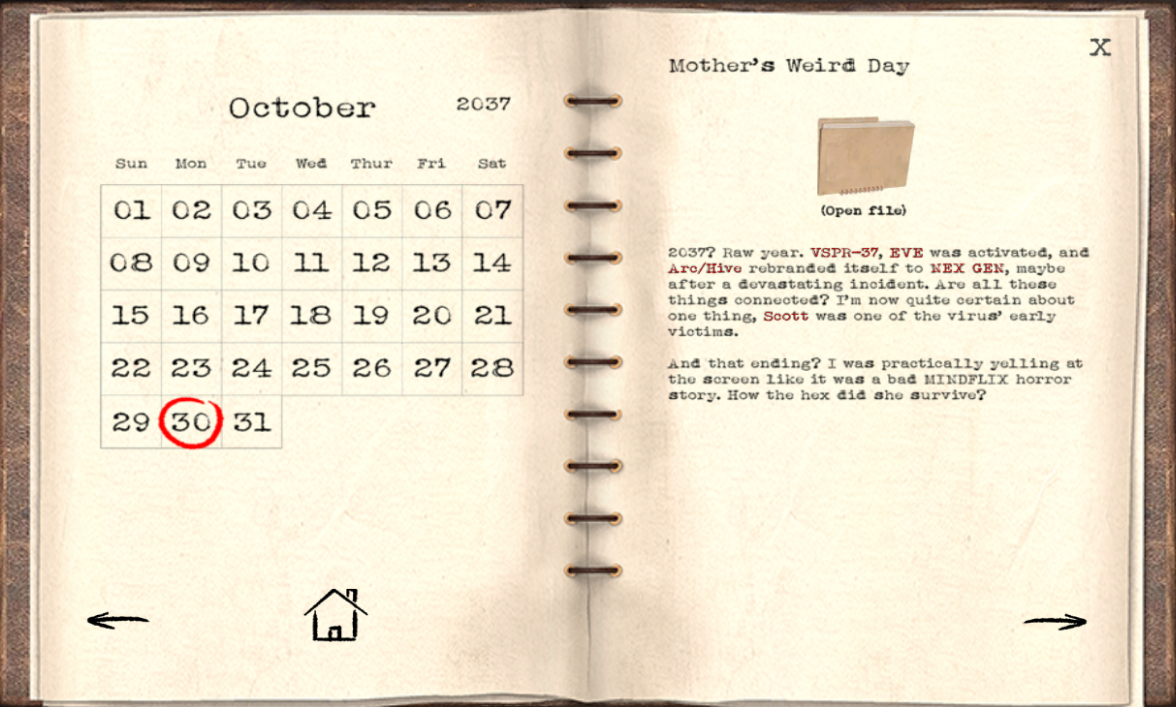 October 2037
Sun Mon Tue Wed Thur Fri Sat
01 02 03 04 05 06 07
08 09 10 11 12 13 14
15 16 17 18 19 20 21
22 23 24 25 26 27 28
29 30 31
X
Mother's Weird Day
(Open file)
2037? Raw year. VSPR-37, EVE was activated, and
Arc/Hive rebranded itself to NEX GEN, maybe
after a devastating incident. Are all these
things connected? I'm now quite certain about
one thing, Scott was one of the virus' early
victims.
And that ending? I was practically yelling at
the screen like it was a bad MINDFLIX horror
story. How the hex did she survive?